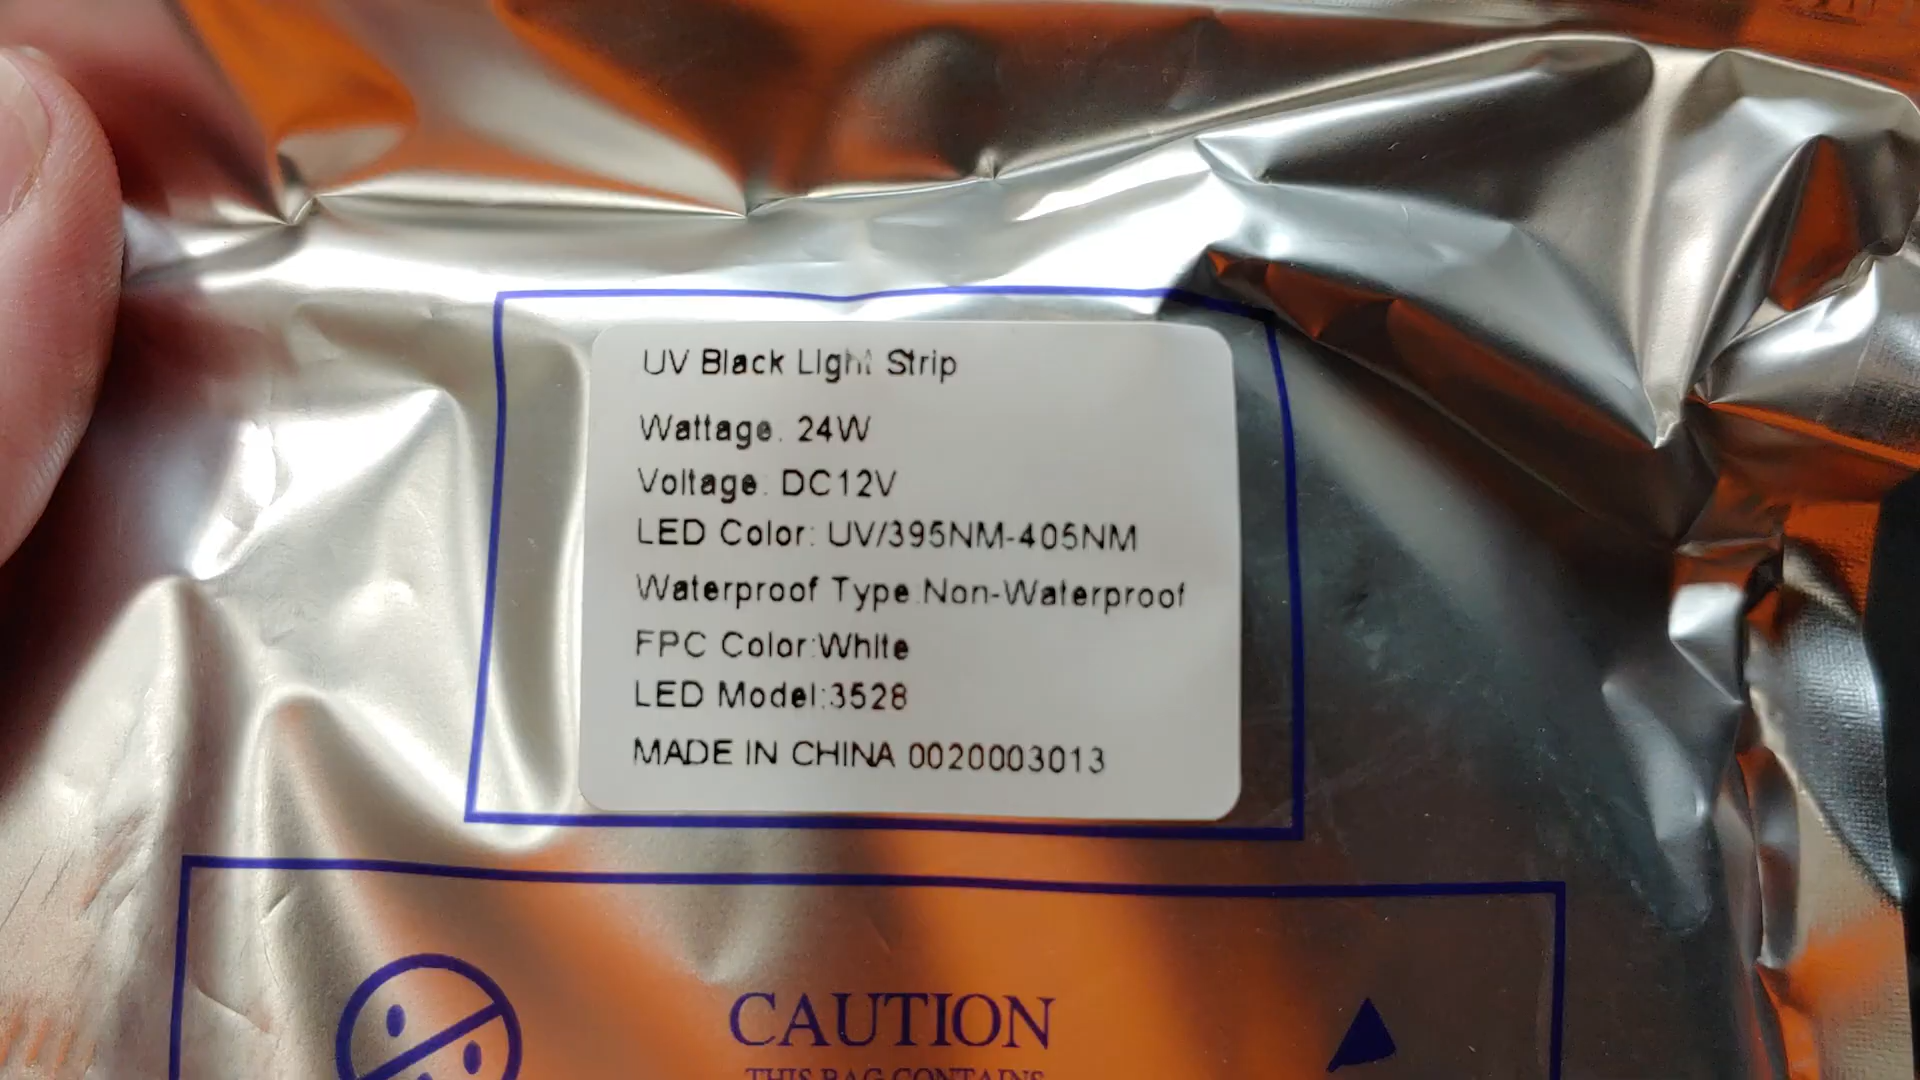 UV Black Light Strip
Wattage: 24W
Voltage: DC12V
LED Color: UV/395NM-405NM
Waterproof Type:Non-Waterproof
FPC Color:White
LED Model:3528
MADE IN CHINA 0020003013
CAUTION
THIS BAG CONTAINS